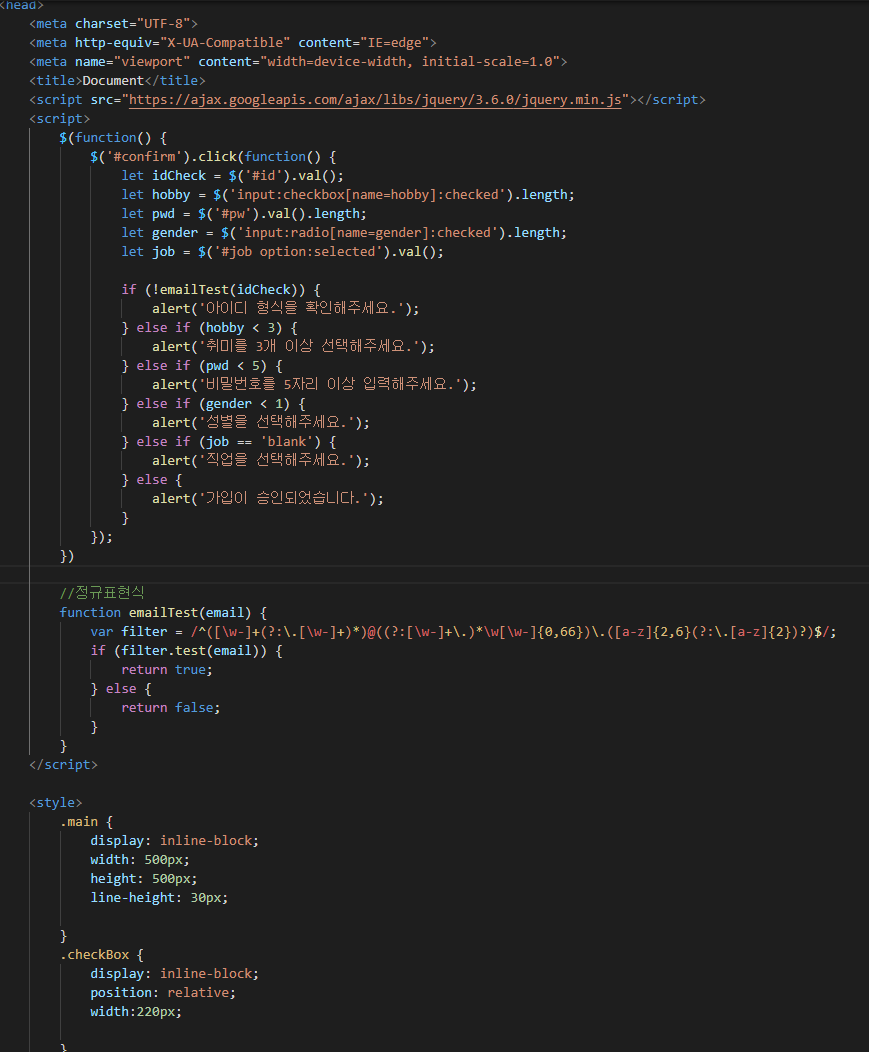 <head>
<meta charset="UTF-8">
<meta http-equiv="X-UA-Compatible" content="IE=edge">
<meta name="viewport" content="width=device-width, initial-scale=1.0">
<title>Document</title>
<script src="https://ajax.googleapis.com/ajax/libs/jquery/3.6.0/jquery.min.js"></script>
<script>
$(function() {
$('#confirm').click(function() {
let idCheck = $('#id').val();
let hobby = $('input:checkbox[name=hobby]:checked').length;
let pwd = $('#pw').val().length;
let gender = $('input:radio[name=gender]:checked').length;
let job = $('#job option:selected').val();
if (!emailTest(idCheck)) {
alert('아이디 형식을 확인해주세요.');
} else if (hobby < 3) {
alert('취미를 3개 이상 선택해주세요.');
} else if (pwd < 5) {
alert('비밀번호를 5자리 이상 입력해주세요.');
} else if (gender < 1) {
alert('성별을 선택해주세요.');
} else if (job == 'blank') {
alert('직업을 선택해주세요.');
} else {
alert('가입이 승인되었습니다.');
}
});
})
//정규표현식
function emailTest(email) {
var filter = /^([\w-]+(?:\.[\w-]+)*)@((?:[\w-]+\.)*\w[\w-]{0,66})\.([a-z]{2,6}(?:\.[a-z]{2})?)$/;
if (filter.test(email)) {
return true;
} else {
return false;
}
}
</script>
<style>
.main {
display: inline-block;
width: 500px;
height: 500px;
line-height: 30px;
}
.checkBox {
display: inline-block;
position: relative;
width:220px;
}